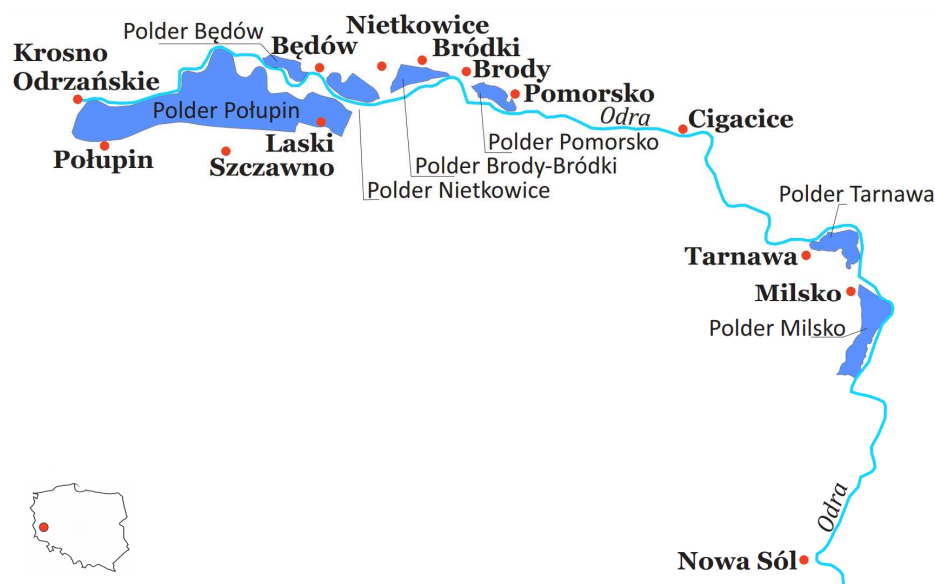 Polder Będów
Nietkowice
Krosno
Odrzańskie
Będów
Bródki
Brody
Polder Połupin
Pomorsko
Odra
Cigacice
Połupin
Laski
Szczawno
Polder Pomorsko
Polder Brody-Bródki
Polder Nietkowice
Polder Tarnawa
Tarnawa
Milsko
Polder Milsko
Odra
Nowa Sól